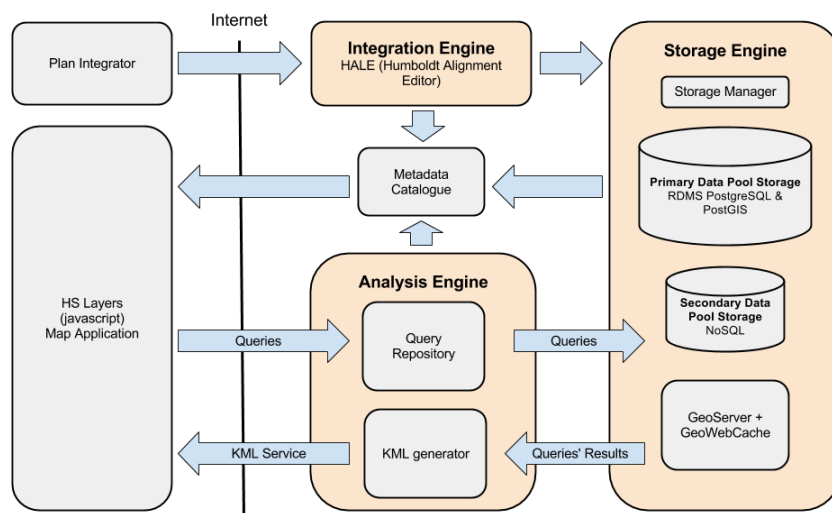 Internet
Plan Integrator
Integration Engine
HALE (Humboldt Alignment
Editor)
Storage Engine
Storage Manager
Primary Data Pool Storage
RDMS PostgreSQL &
PostGIS
Metadata
Catalogue
HS Layers
(javascript)
Map Application
Analysis Engine
Queries
Query
Repository
Queries
Secondary Data
Pool Storage
NoSQL
KML Service
KML generator
Queries' Results
GeoServer +
GeoWebCache